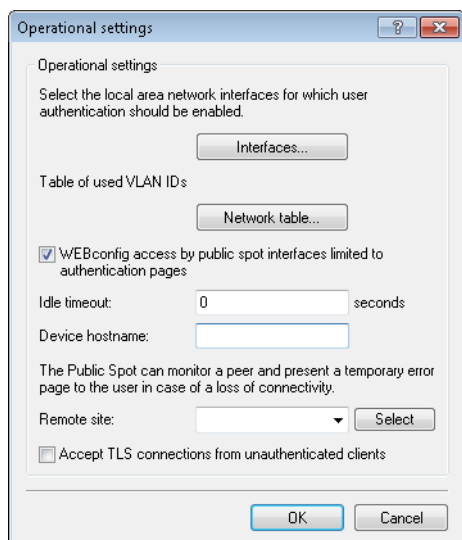 Operational settings
Operational settings
Select the local area network interfaces for which user
authentication should be enabled.
Interfaces...
Table of used VLAN IDs
Network table...
WEBconfig access by public spot interfaces limited to
authentication pages
Idle timeout: 0 seconds
Device hostname:
The Public Spot can monitor a peer and present a temporary error
page to the user in case of a loss of connectivity.
Remote site: Select
Accept TLS connections from unauthenticated clients
OK Cancel